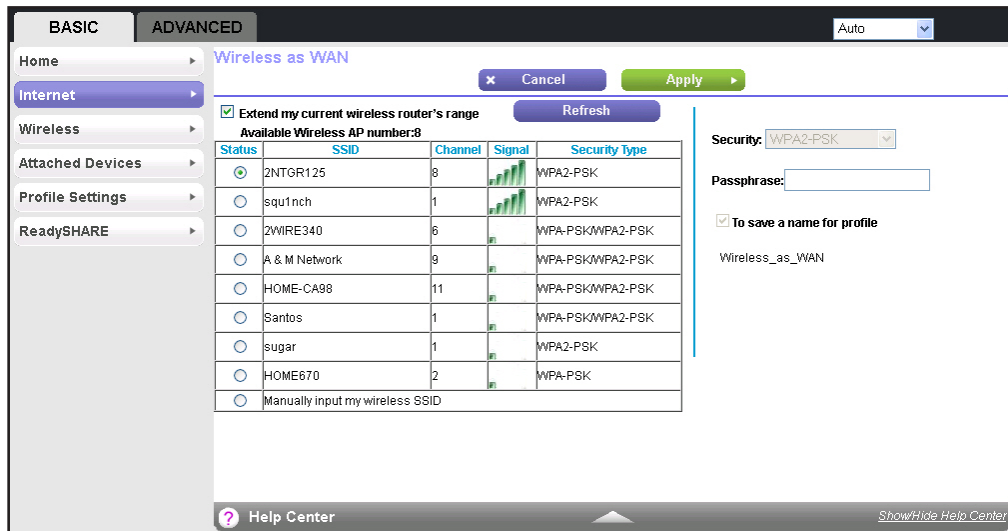 BASIC
ADVANCED
Auto
Home
Internet
Wireless
Attached Devices
Profile Settings
ReadySHARE
Wireless as WAN
Cancel
Apply
Extend my current wireless router's range
Refresh
Available Wireless AP number:8
Status SSID Channel Signal Security Type
2NTGR125 8 WPA2-PSK
squ1nch 1 WPA2-PSK
2WIRE340 6 WPA-PSK/WPA2-PSK
A & M Network 9 WPA-PSK/WPA2-PSK
HOME-CA98 11 WPA-PSK/WPA2-PSK
Santos 1 WPA-PSK/WPA2-PSK
sugar 1 WPA2-PSK
HOME670 2 WPA-PSK
Manually input my wireless SSID
Security: WPA2-PSK
Passphrase:
To save a name for profile
Wireless_as_WAN
? Help Center
Show/Hide Help Center